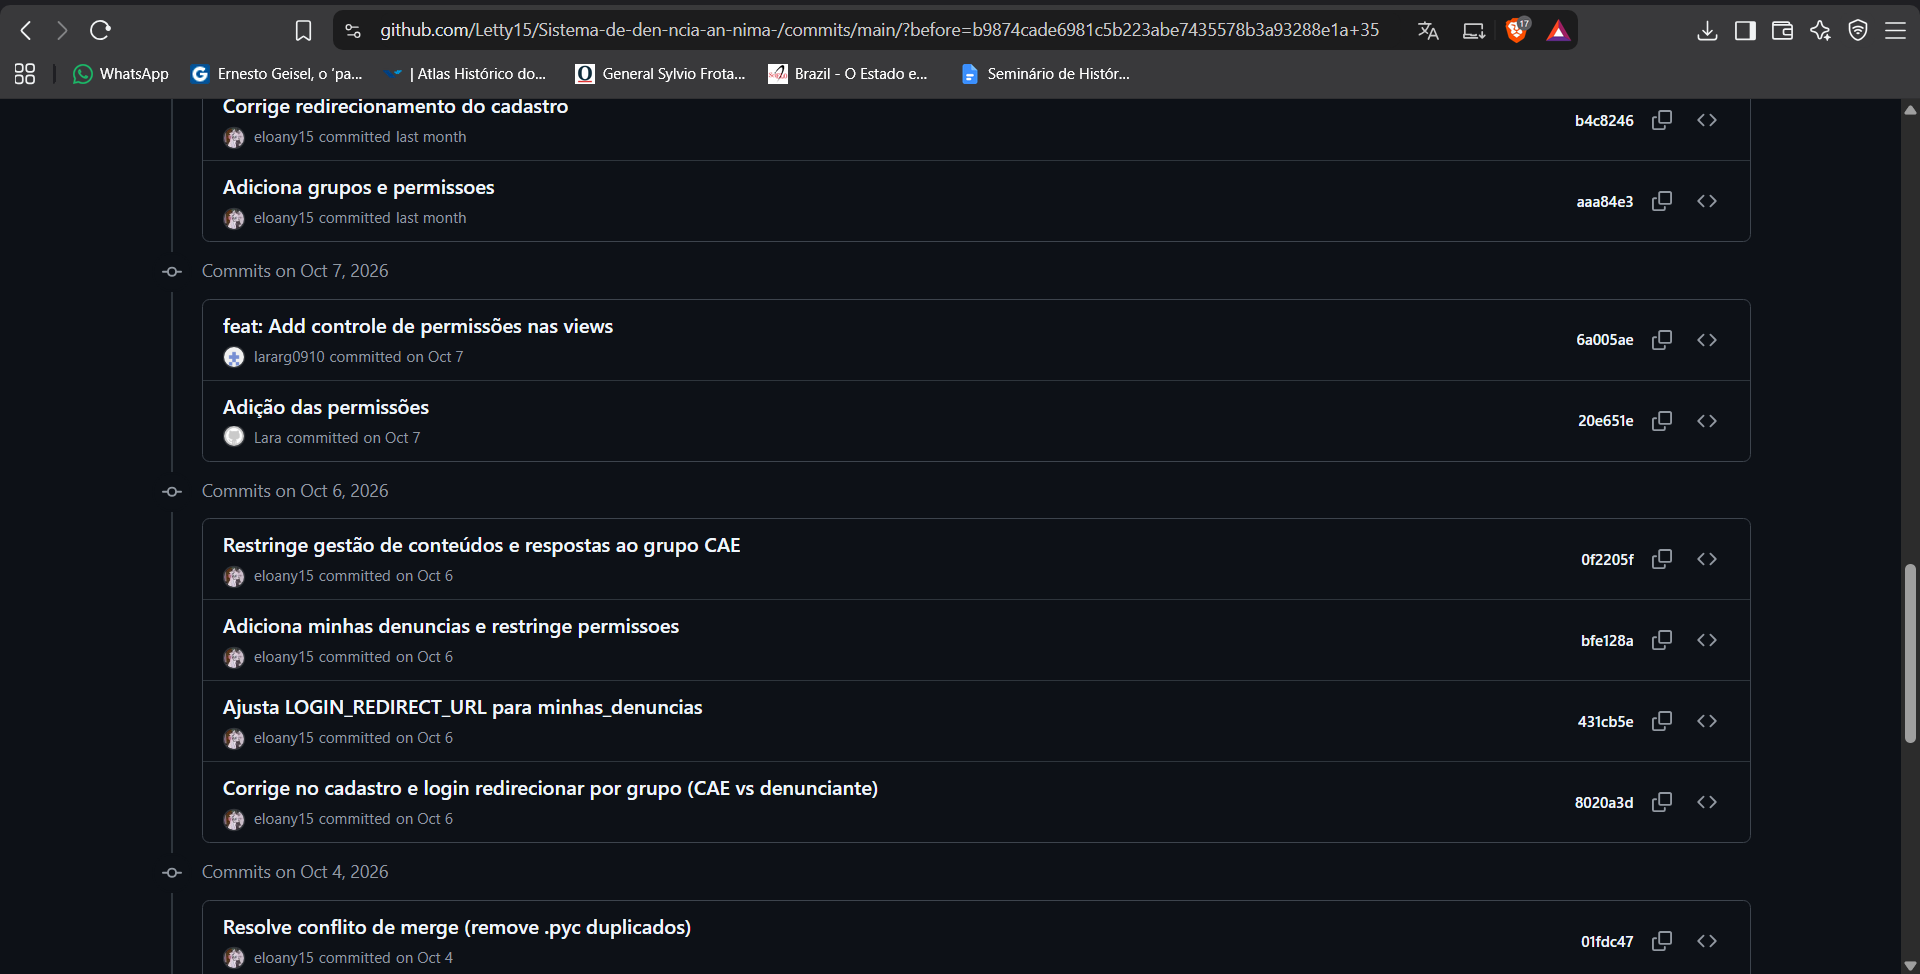 github.com/Letty15/Sistema-de-den-ncia-an-nima-/commits/main/?before=b9874cade6981c5b223abe7435578b3a93288e1a+35
17
WhatsApp
Ernesto Geisel, o 'pa...
| Atlas Histórico do...
General Sylvio Frota...
Brazil - O Estado e...
Seminário de Histór...
Corrige redirecionamento do cadastro
eloany15 committed last month
b4c8246
Adiciona grupos e permissoes
eloany15 committed last month
aaa84e3
Commits on Oct 7, 2026
feat: Add controle de permissões nas views
lararg0910 committed on Oct 7
6a005ae
Adição das permissões
Lara committed on Oct 7
20e651e
Commits on Oct 6, 2026
Restringe gestão de conteúdos e respostas ao grupo CAE
eloany15 committed on Oct 6
0f2205f
Adiciona minhas denuncias e restringe permissoes
eloany15 committed on Oct 6
bfe128a
Ajusta LOGIN_REDIRECT_URL para minhas_denuncias
eloany15 committed on Oct 6
431cb5e
Corrige no cadastro e login redirecionar por grupo (CAE vs denunciante)
eloany15 committed on Oct 6
8020a3d
Commits on Oct 4, 2026
Resolve conflito de merge (remove .pyc duplicados)
eloany15 committed on Oct 4
01fdc47